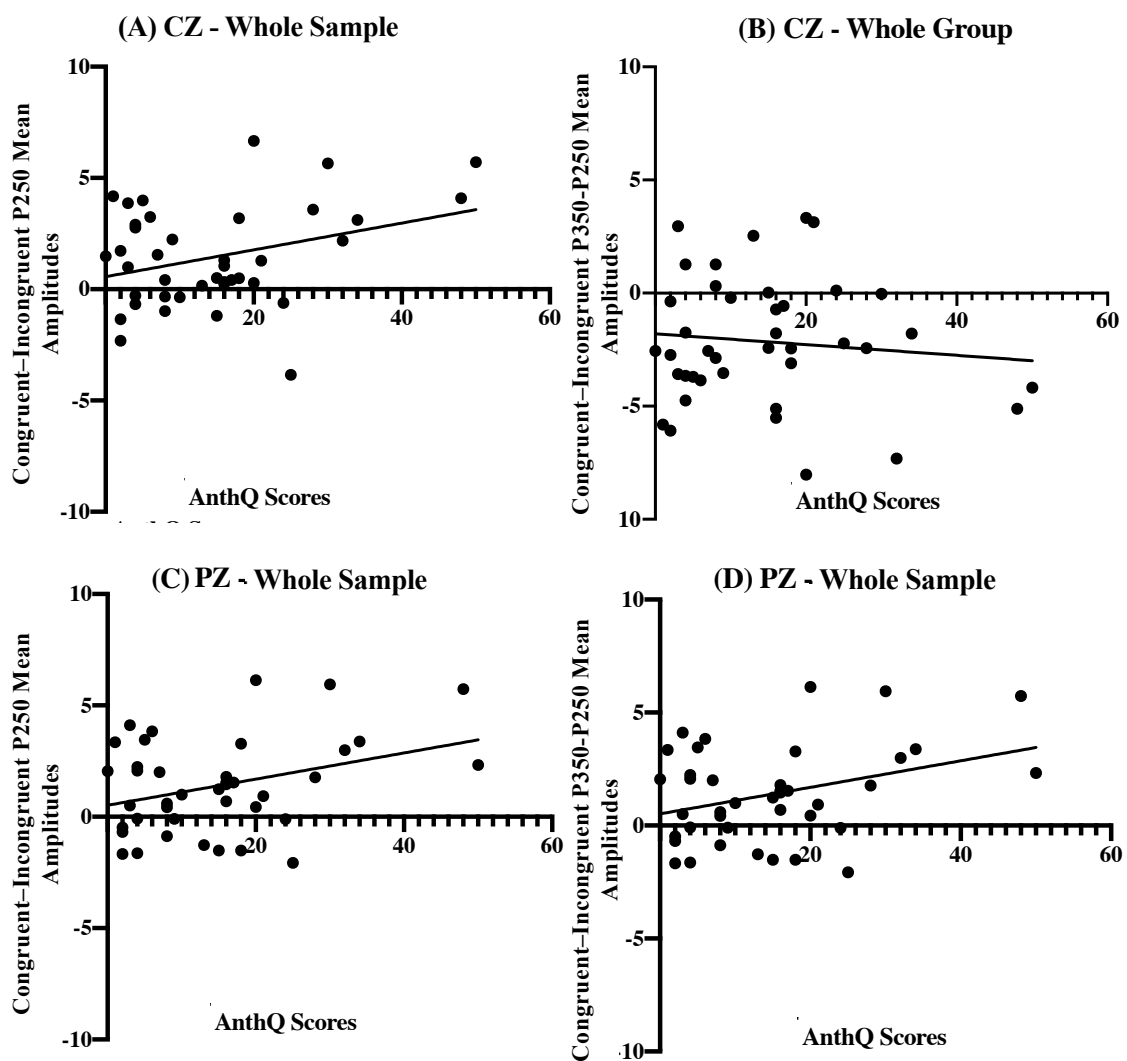 (A) CZ - Whole Sample
10
5
0
-5
-10
20
40
60
Congruent–Incongruent P250 Mean
Amplitudes
AnthQ Scores
(B) CZ - Whole Group
10
5
0
-5
10
20
40
60
Congruent–Incongruent P350-P250 Mean
Amplitudes
AnthQ Scores
(C) PZ - Whole Sample
10
5
0
-5
-10
20
40
60
Congruent–Incongruent P250 Mean
Amplitudes
AnthQ Scores
(D) PZ - Whole Sample
10
5
0
-5
-10
20
40
60
Congruent–Incongruent P350-P250 Mean
Amplitudes
AnthQ Scores